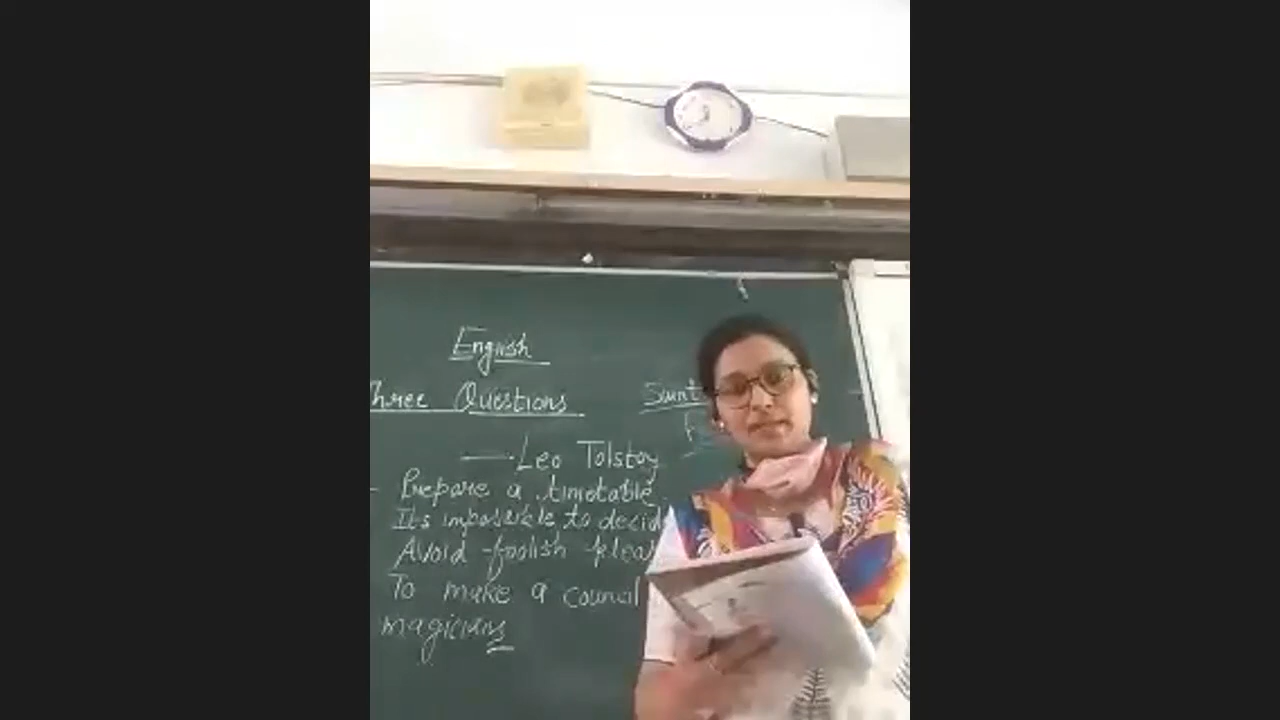 English
Three Questions
— Leo Tolstoy
- Prepare a timetable
Its impossible to decid
Avoid foolish pleas
To make a council
magicians